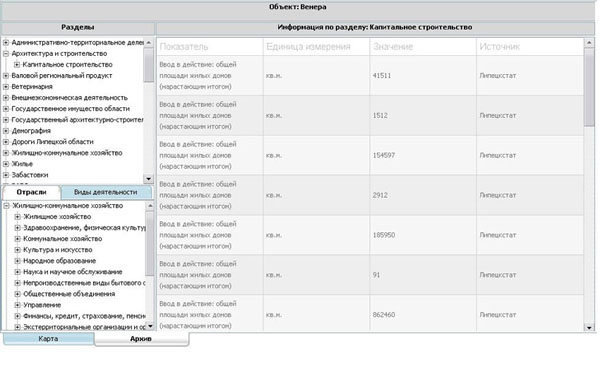 Объект: Венера
Разделы
Административно-территориальное деле
Архитектура и строительство
Капитальное строительство
Валовой региональный продукт
Ветеринария
Внешнеэкономическая деятельность
Государственное имущество области
Государственный архитектурно-строител
Демография
Дороги Липецкой области
Жилищно-коммунальное хозяйство
Жилье
Забастовки
Отрасли Виды деятельности
Жилищно-коммунальное хозяйство
Жилищное хозяйство
Здравоохранение, физическая культур
Коммунальное хозяйство
Культура и искусство
Народное образование
Наука и научное обслуживание
Непроизводственные виды бытового о
Общественные объединения
Управление
Финансы, кредит, страхование, пенсио
Экстерриториальные организации и ор
Карта Архив
Информация по разделу: Капитальное строительство
Показатель Единица измерения Значение Источник
Ввод в действие: общей
площади жилых домов кв.м. 41511 Липецкстат
(нарастающим итогом)
Ввод в действие: общей
площади жилых домов кв.м. 1512 Липецкстат
(нарастающим итогом)
Ввод в действие: общей
площади жилых домов кв.м. 154597 Липецкстат
(нарастающим итогом)
Ввод в действие: общей
площади жилых домов кв.м. 2912 Липецкстат
(нарастающим итогом)
Ввод в действие: общей
площади жилых домов кв.м. 185950 Липецкстат
(нарастающим итогом)
Ввод в действие: общей
площади жилых домов кв.м. 91 Липецкстат
(нарастающим итогом)
Ввод в действие: общей
площади жилых домов кв.м. 862460 Липецкстат
(нарастающим итогом)